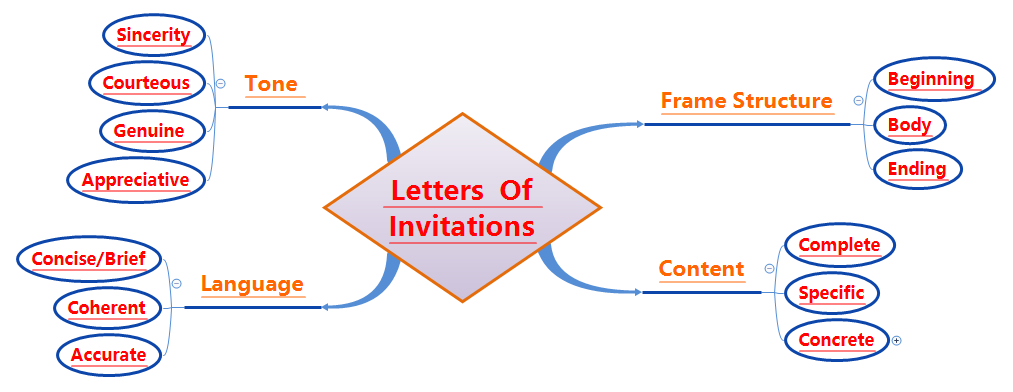 Sincerity
Courteous
Genuine
Appreciative
Tone
Concise/Brief
Coherent
Accurate
Language
Letters Of
Invitations
Frame Structure
Beginning
Body
Ending
Content
Complete
Specific
Concrete